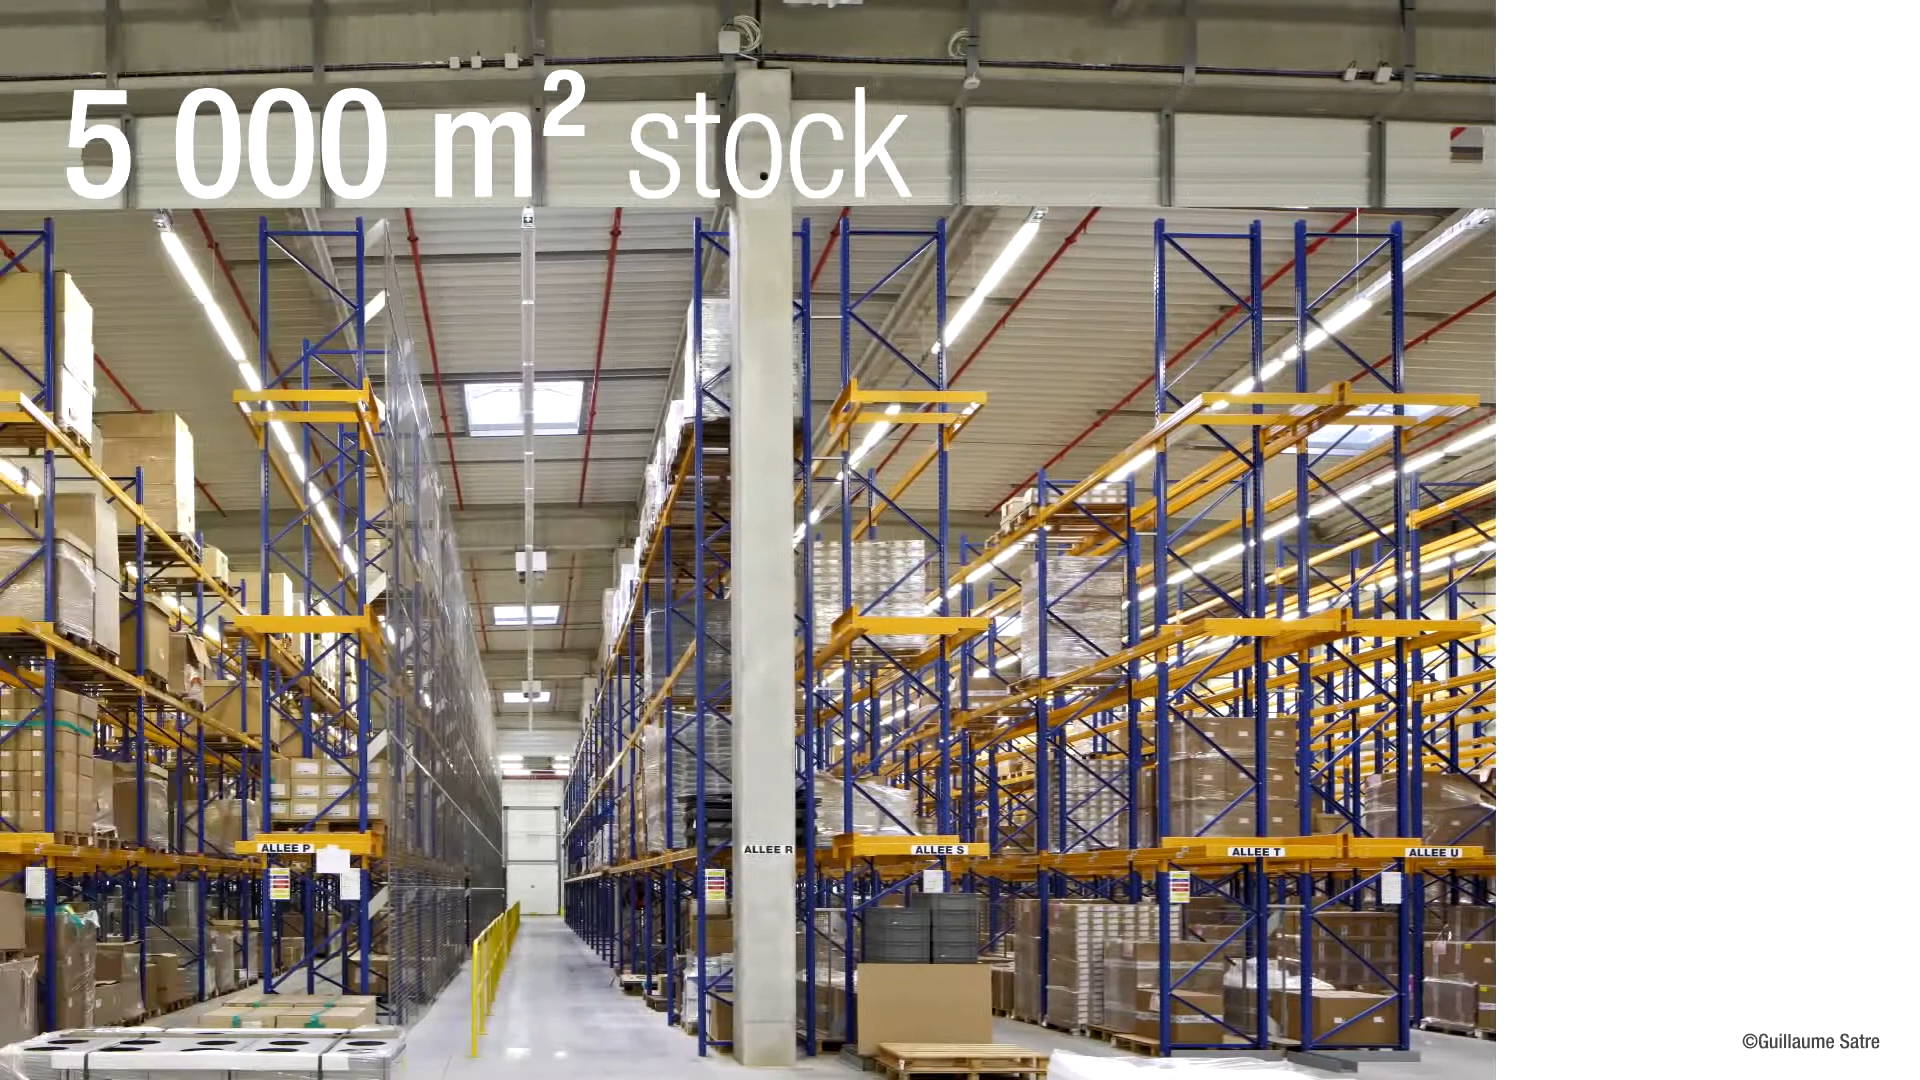 5 000 m² stock
ALLEE P
ALLEE R
ALLEE S
ALLEE T
ALLEE U
©Guillaume Satre